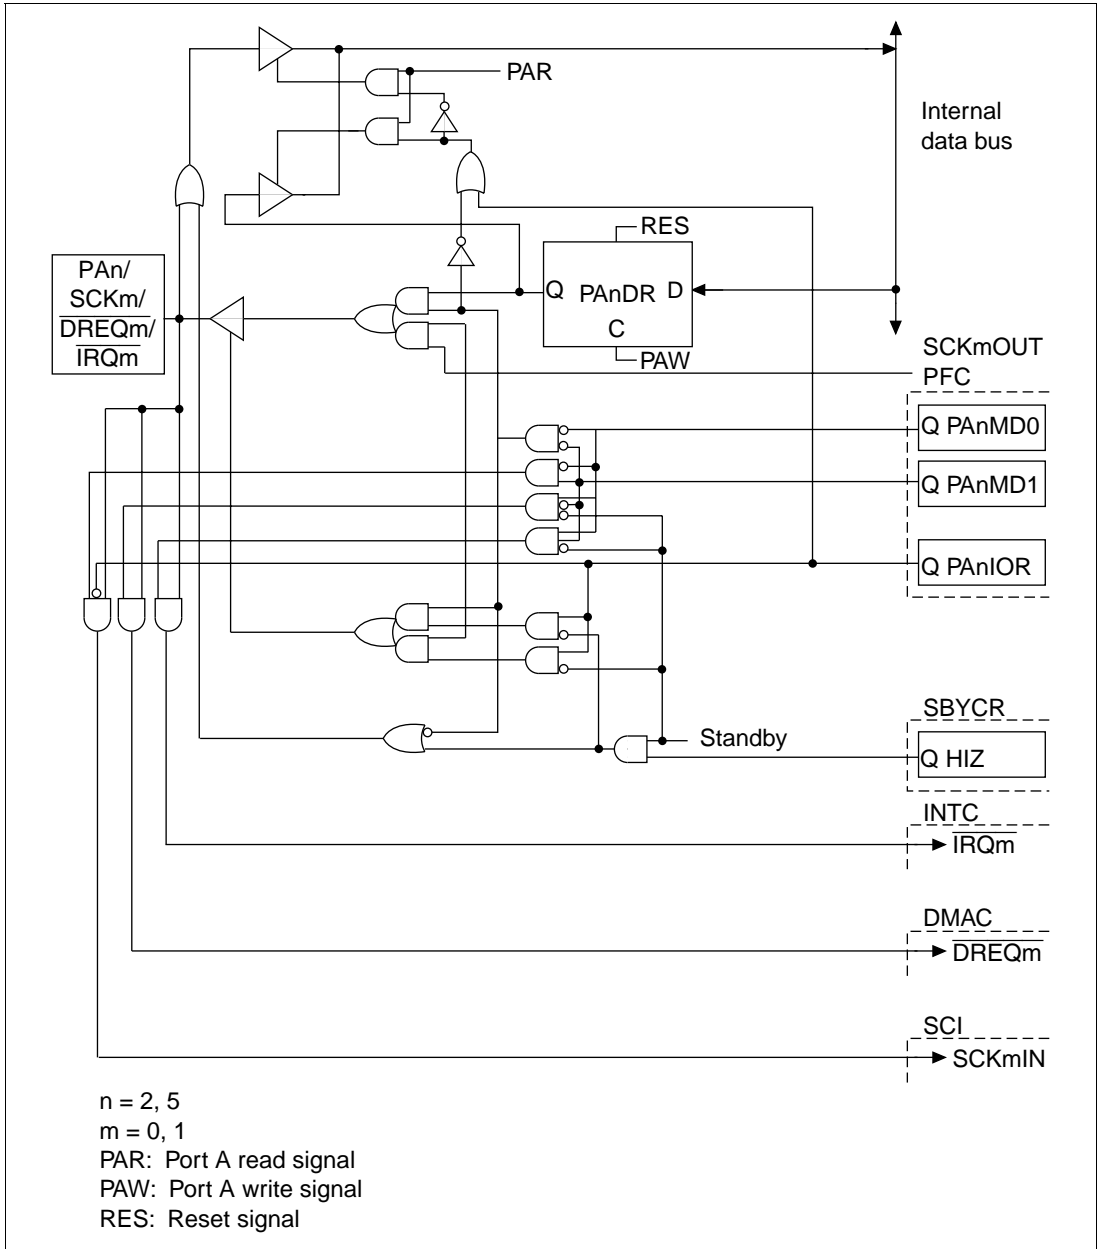 PAR
Internal
data bus
RES
PAn/
SCKm/
DREQm/
IRQm
Q PAnDR D
C
PAW
SCKmOUT
PFC
Q PAnMD0
Q PAnMD1
Q PAnIOR
SBYCR
Standby
Q HIZ
INTC
IRQm
DMAC
DREQm
SCI
SCKmIN
n = 2, 5
m = 0, 1
PAR: Port A read signal
PAW: Port A write signal
RES: Reset signal